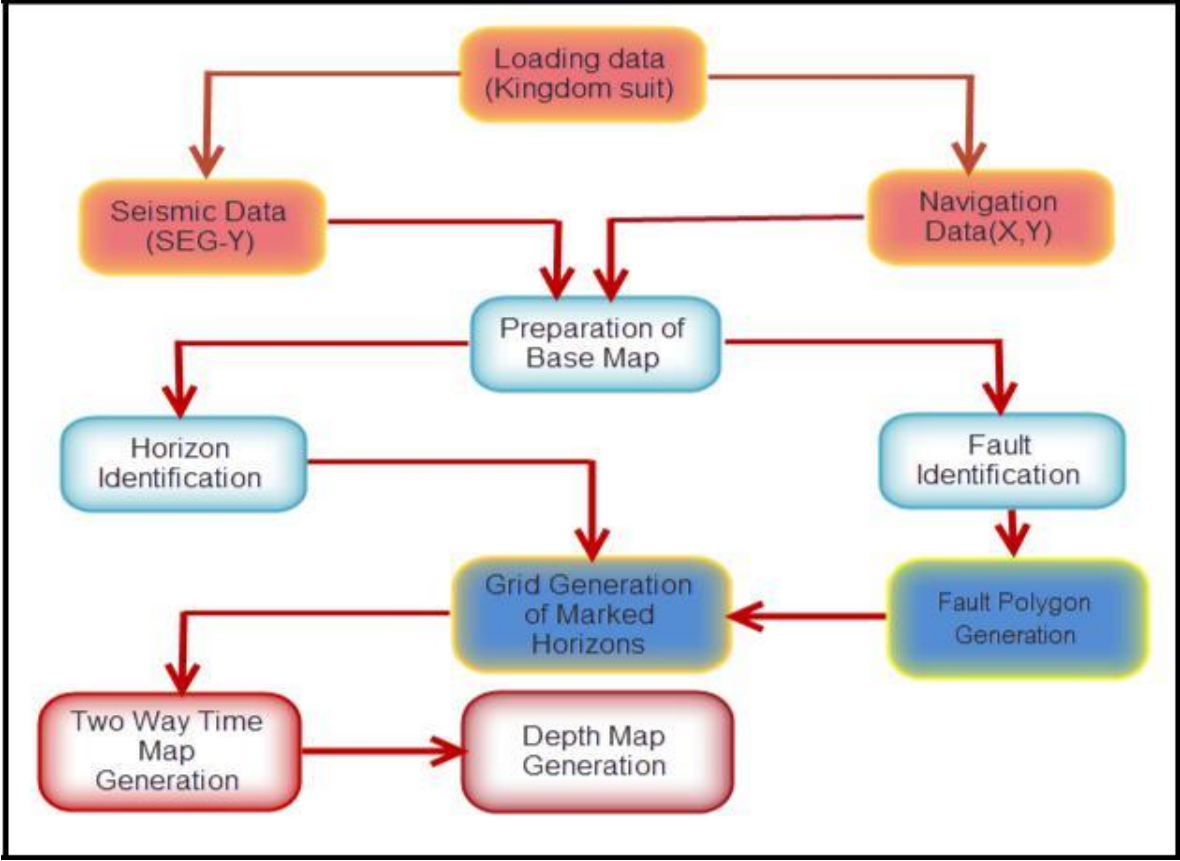 Loading data
(Kingdom suit)
Seismic Data
(SEG-Y)
Navigation
Data(X,Y)
Preparation of
Base Map
Horizon
Identification
Fault
Identification
Grid Generation
of Marked
Horizons
Fault Polygon
Generation
Two Way Time
Map
Generation
Depth Map
Generation